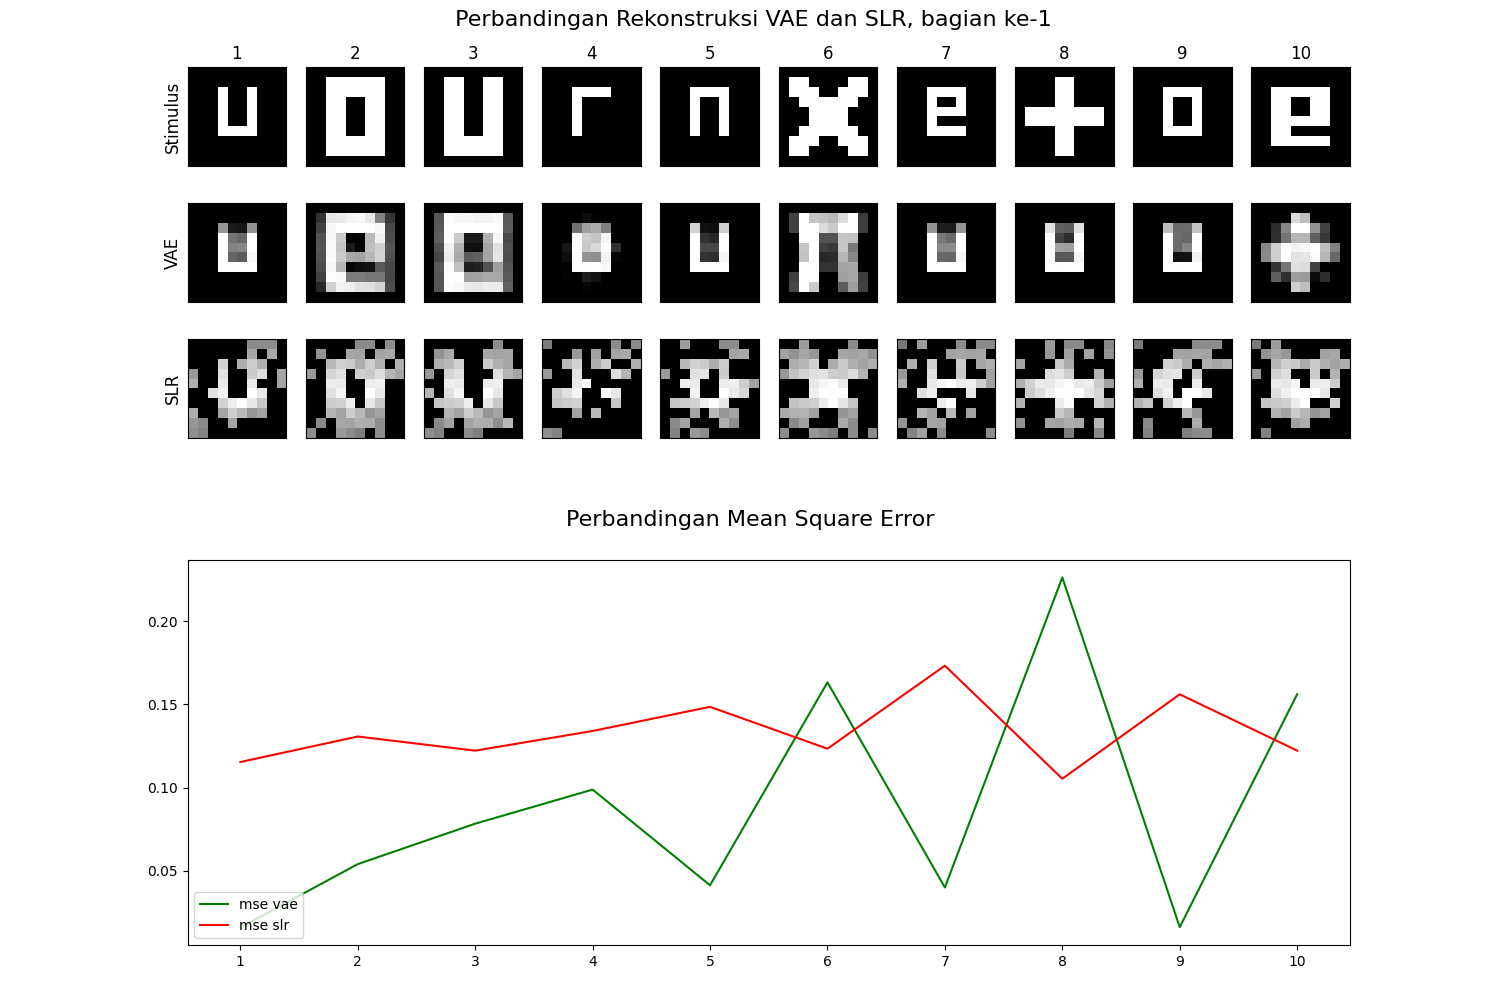 Perbandingan Rekonstruksi VAE dan SLR, bagian ke-1
1 2 3 4 5 6 7 8 9 10
Stimulus
VAE
SLR
Perbandingan Mean Square Error
0.20
0.15
0.10
0.05
mse vae
mse slr
1 2 3 4 5 6 7 8 9 10